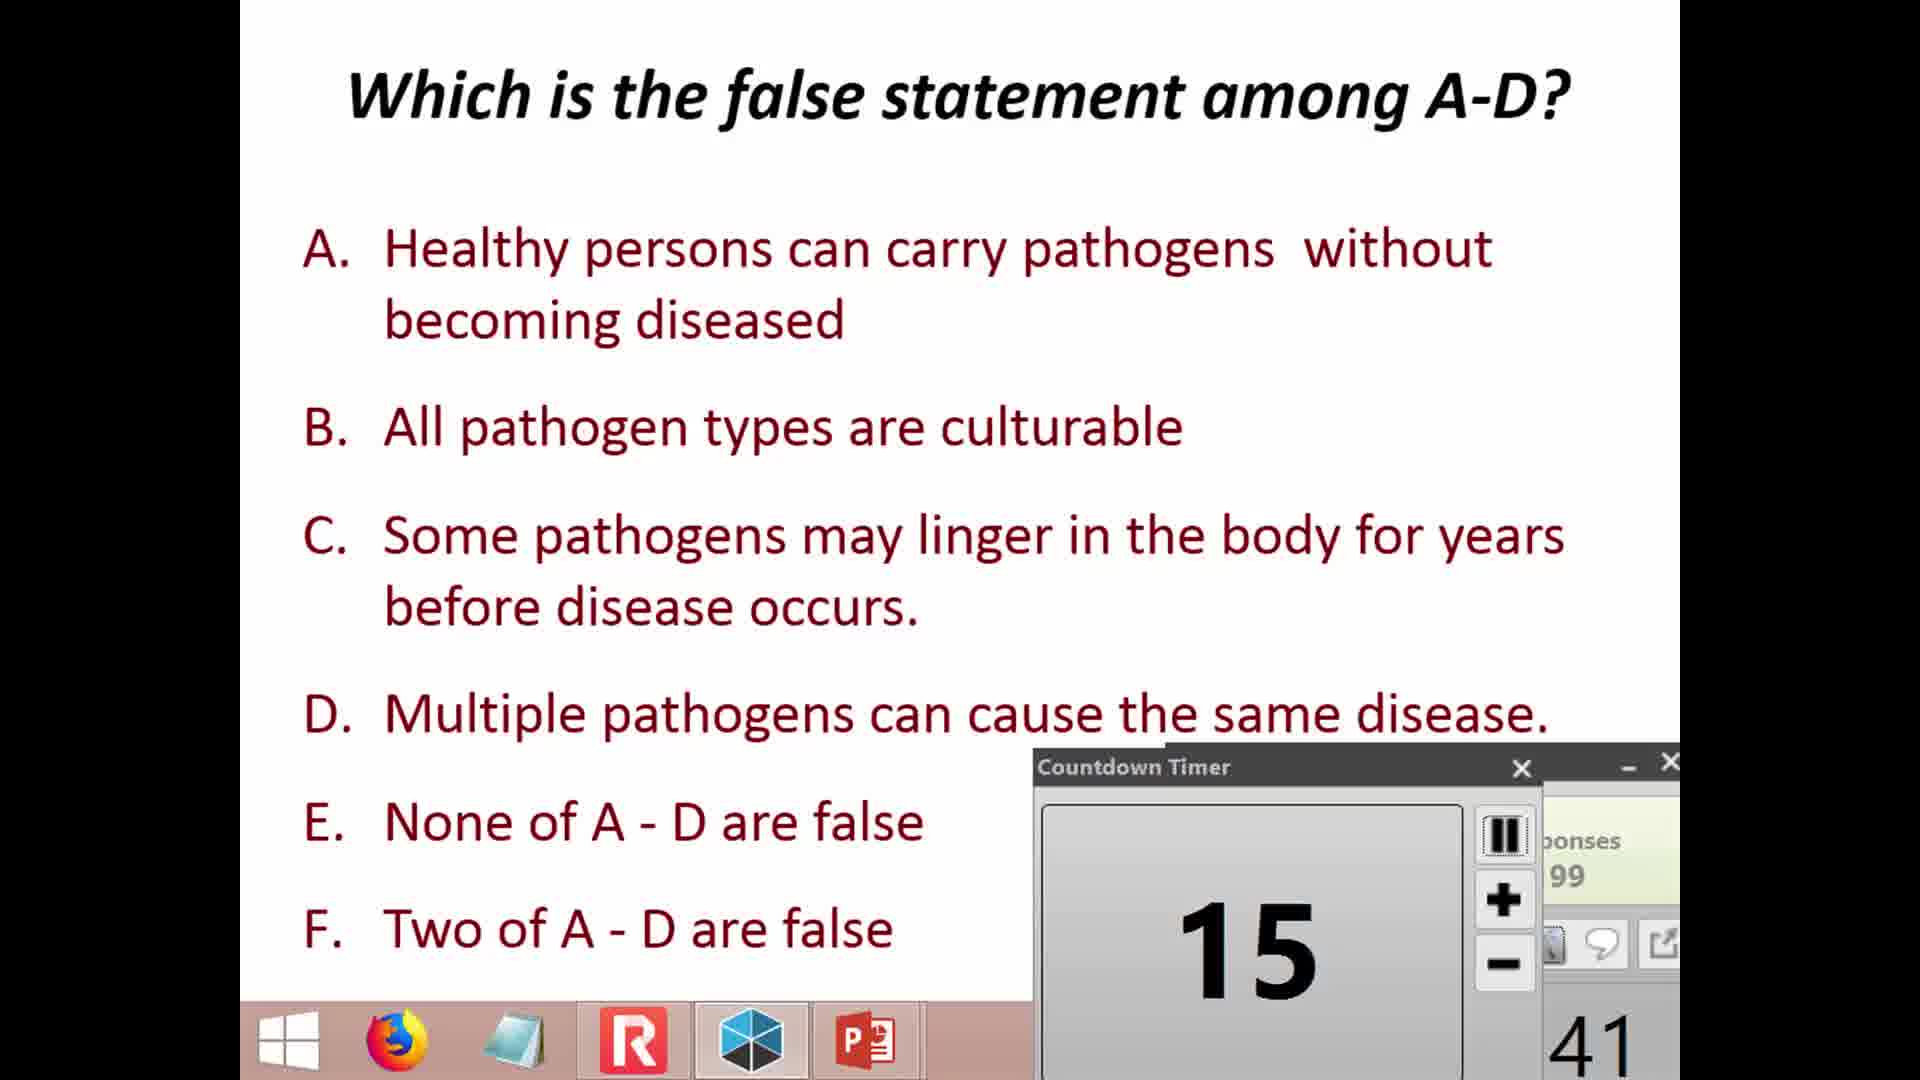 Which is the false statement among A-D?
A. Healthy persons can carry pathogens without
becoming diseased
B. All pathogen types are culturable
C. Some pathogens may linger in the body for years
before disease occurs.
D. Multiple pathogens can cause the same disease.
E. None of A - D are false
F. Two of A - D are false
Countdown Timer
15
ponses
99
41